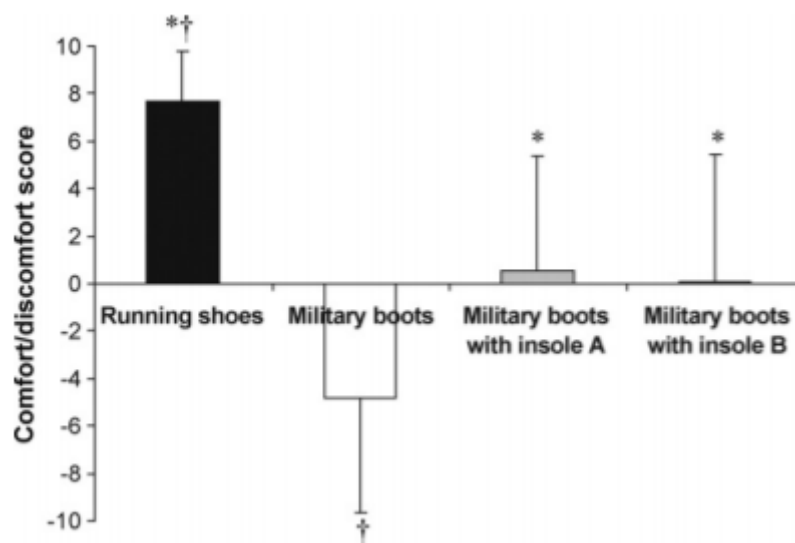 *†
10
8
6
4
2
0
-2
-4
-6
-8
-10
Comfort/discomfort score
*
*
Running shoes
Military boots
Military boots
with insole A
Military boots
with insole B
†